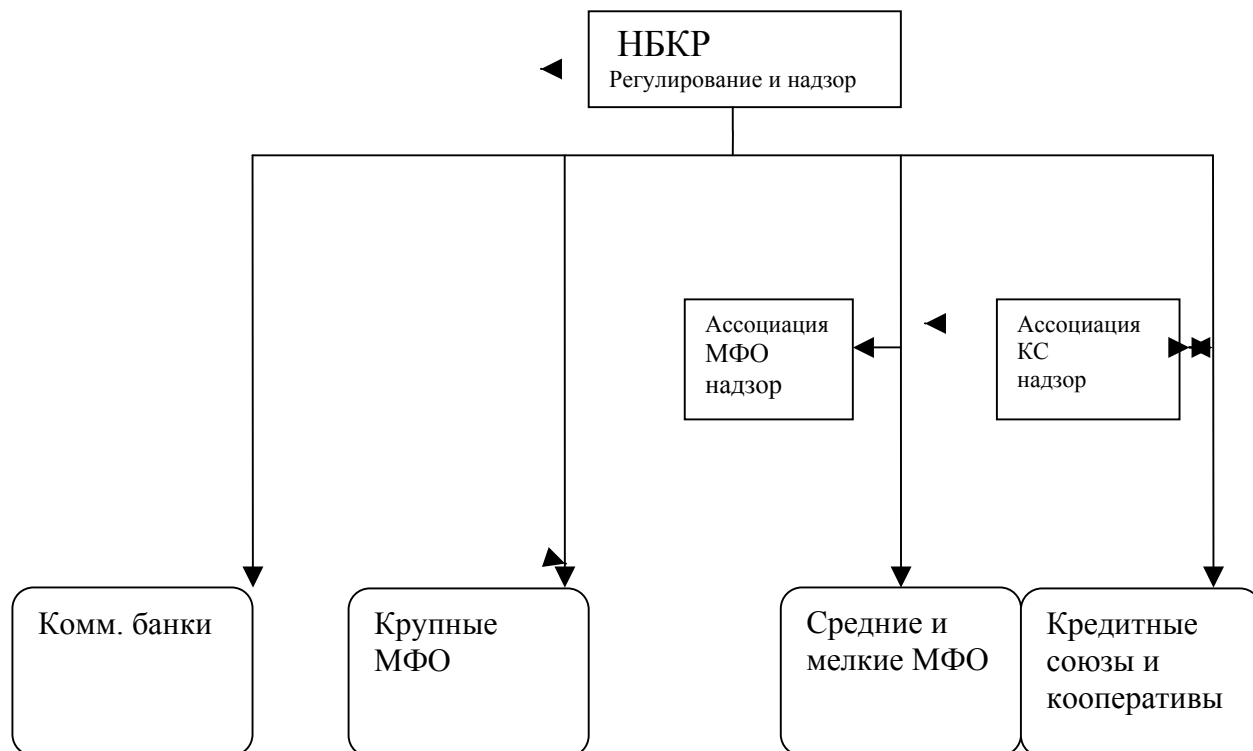 НБКР
Регулирование и надзор
Ассоциация
МФО
надзор
Ассоциация
КС
надзор
Комм. банки
Крупные
МФО
Средние и
мелкие МФО
Кредитные
союзы и
кооперативы